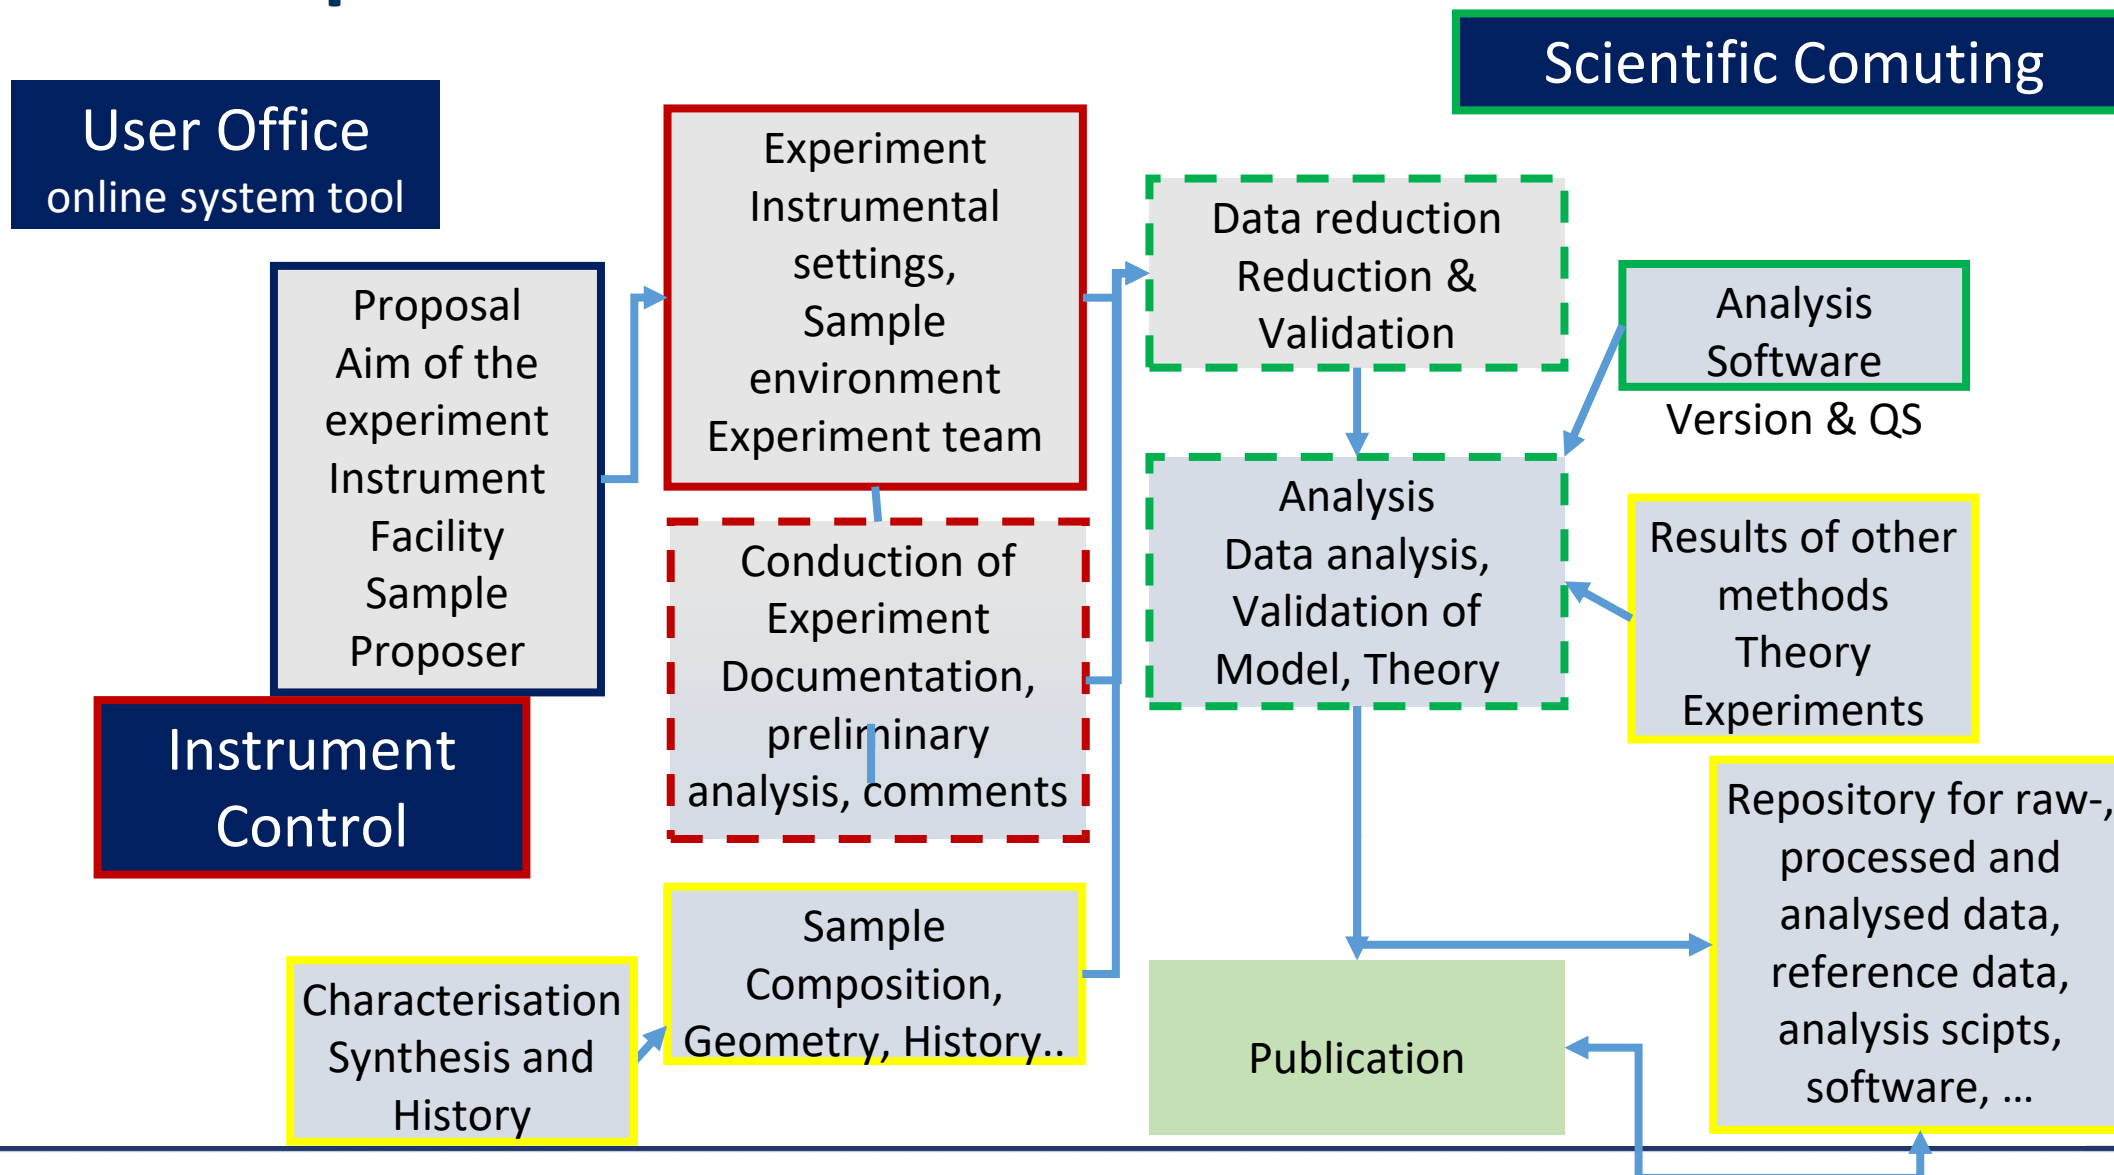 Scientific Comuting
User Office
online system tool
Proposal
Aim of the
experiment
Instrument
Facility
Sample
Proposer
Instrument
Control
Experiment
Instrumental
settings,
Sample
environment
Experiment team
Conduction of
Experiment
Documentation,
preliminary
analysis, comments
Sample
Composition,
Geometry, History..
Characterisation
Synthesis and
History
Data reduction
Reduction &
Validation
Analysis
Data analysis,
Validation of
Model, Theory
Publication
Analysis
Software
Version & QS
Results of other
methods
Theory
Experiments
Repository for raw-,
processed and
analysed data,
reference data,
analysis scipts,
software, ...